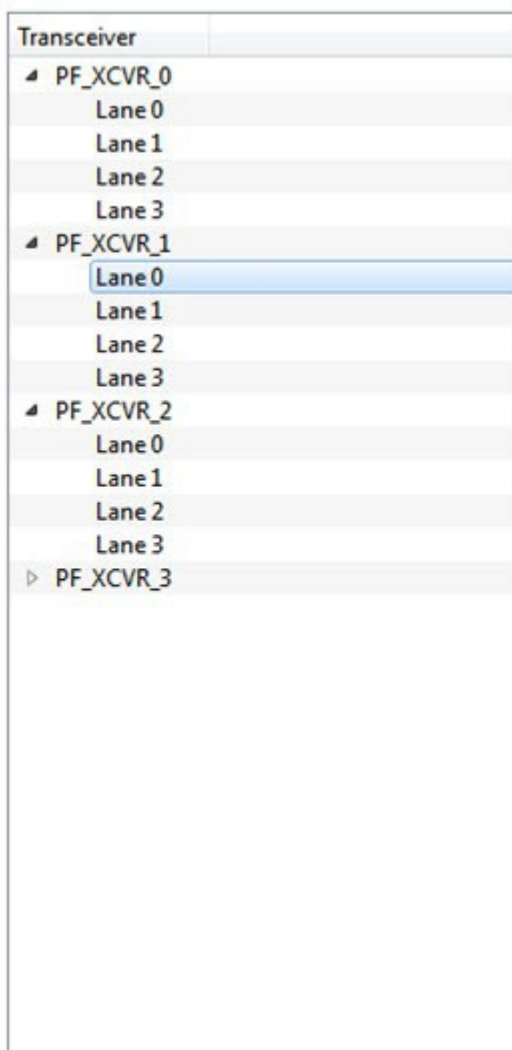 Transceiver
PF_XCVR_0
Lane 0
Lane 1
Lane 2
Lane 3
PF_XCVR_1
Lane 0
Lane 1
Lane 2
Lane 3
PF_XCVR_2
Lane 0
Lane 1
Lane 2
Lane 3
PF_XCVR_3